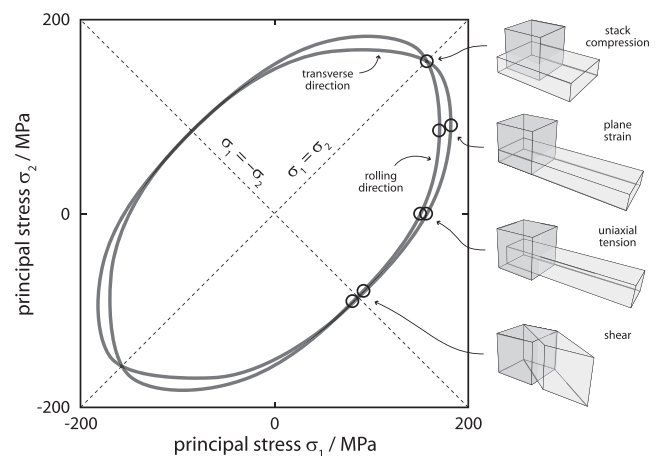 200
0
-200
-200
0
200
principal stress σ₂ / MPa
principal stress σ₁ / MPa
transverse
direction
σ₁ = -σ₂
σ₁ = σ₂
rolling
direction
stack
compression
plane
strain
uniaxial
tension
shear